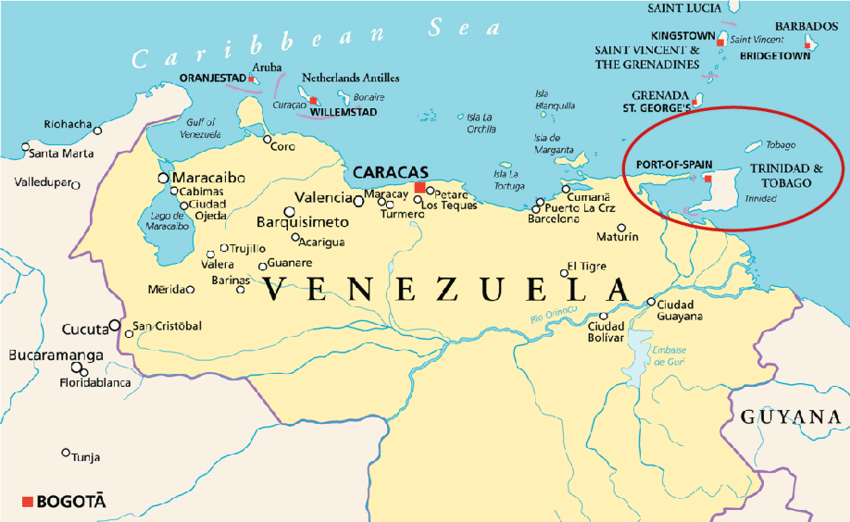 SAINT LUCIA
Caribbean Sea
BARBADOS
KINGSTOWN
Saint Vincent
SAINT VINCENT &
THE GRENADINES
BRIDGETOWN
Aruba
ORANJESTAD
Netherlands Antilles
Curaçao
Bonaire
WILLEMSTAD
GRENADA
ST. GEORGE'S
Isla
Blanquilla
Isla La
Orchila
Riohacha
Gulf of
Venezuela
Santa Marta
Coro
Isla de
Margarita
Tobago
PORT-OF-SPAIN
TRINIDAD &
TOBAGO
Trinidad
Isla La
Tortuga
Valledupar
Maracaibo
Cabimas
Ciudad
Ojeda
Lago de
Maracaibo
CARACAS
Valencia
Maracay
Petare
Los Teques
Turmero
Cumanã
Puerto La Crz
Barcelona
Barquisimeto
Acarigua
Maturín
Trujillo
Valera
Guanare
El Tigre
Mërida
Barinas
VENEZUELA
Ciudad
Guayana
Río Orinoco
Ciudad
Bolívar
Cucuta
San Cristõbal
Embalse
de Guri
Bucaramanga
Floridablanca
GUYANA
Tunja
BOGOTÃ